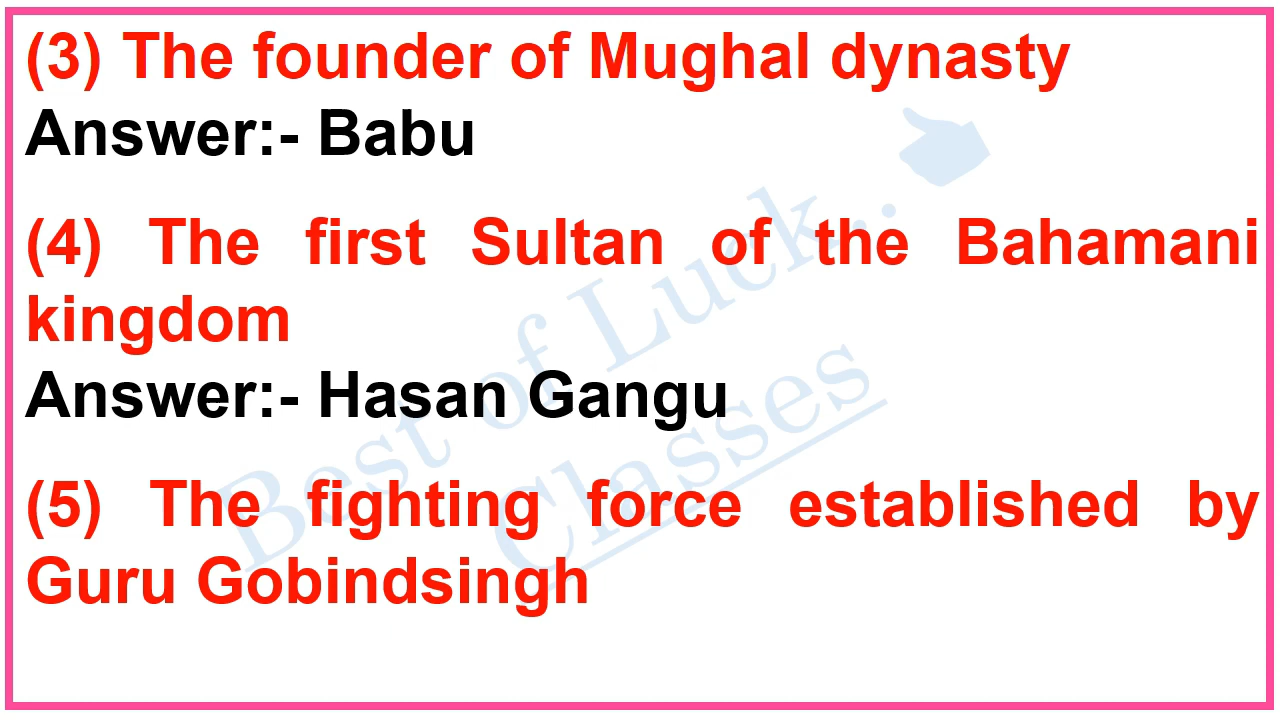 (3) The founder of Mughal dynasty
Answer:- Babu
(4) The first Sultan of the Bahamani
kingdom
Answer:- Hasan Gangu
(5) The fighting force established by
Guru Gobindsingh
Best of Luck..
Classes